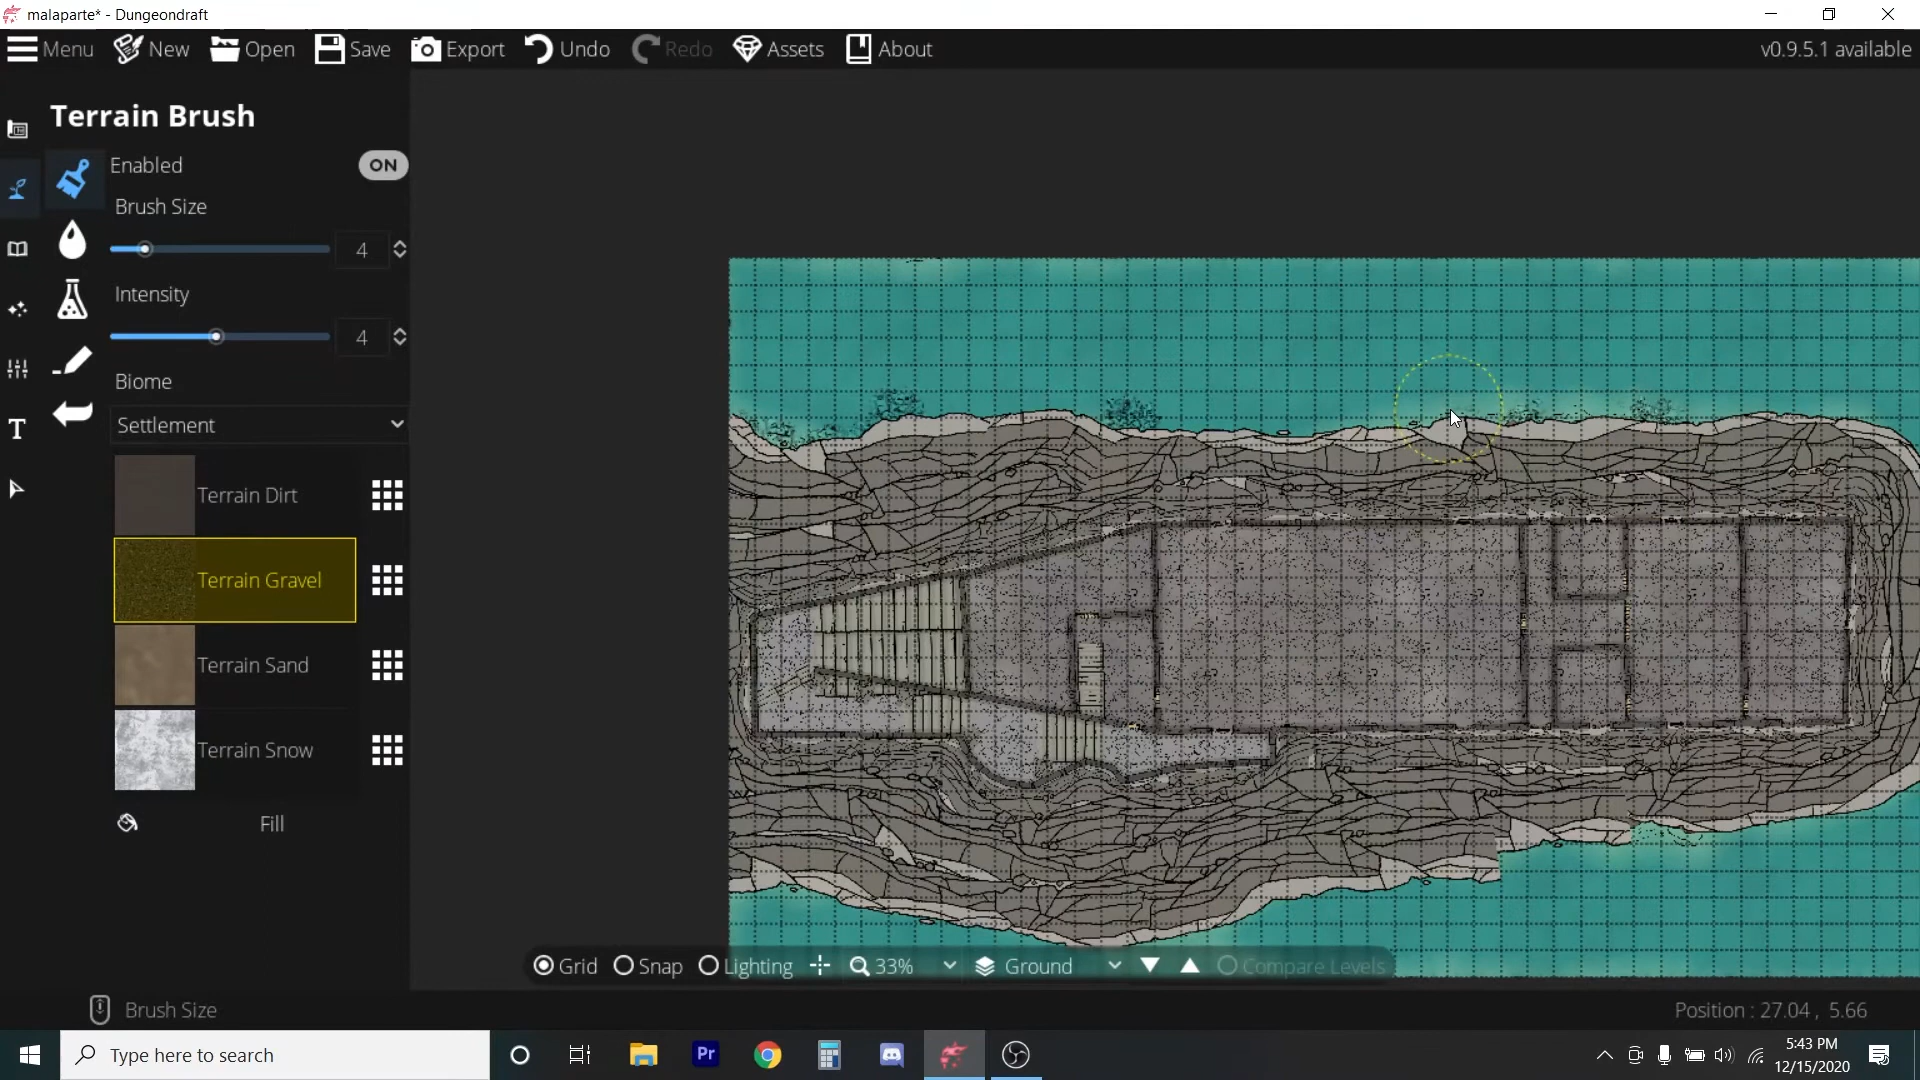 malaparte* - Dungeondraft
Menu New Open Save Export Undo Redo Assets About v0.9.5.1 available
Terrain Brush
Enabled ON
Brush Size
4
Intensity
4
Biome
Settlement
Terrain Dirt
Terrain Gravel
Terrain Sand
Terrain Snow
Fill
Grid Snap Lighting 33% Ground Compare Levels
Brush Size Position : 27.04 , 5.66
T
Type here to search Pr 5:43 PM
12/15/2020